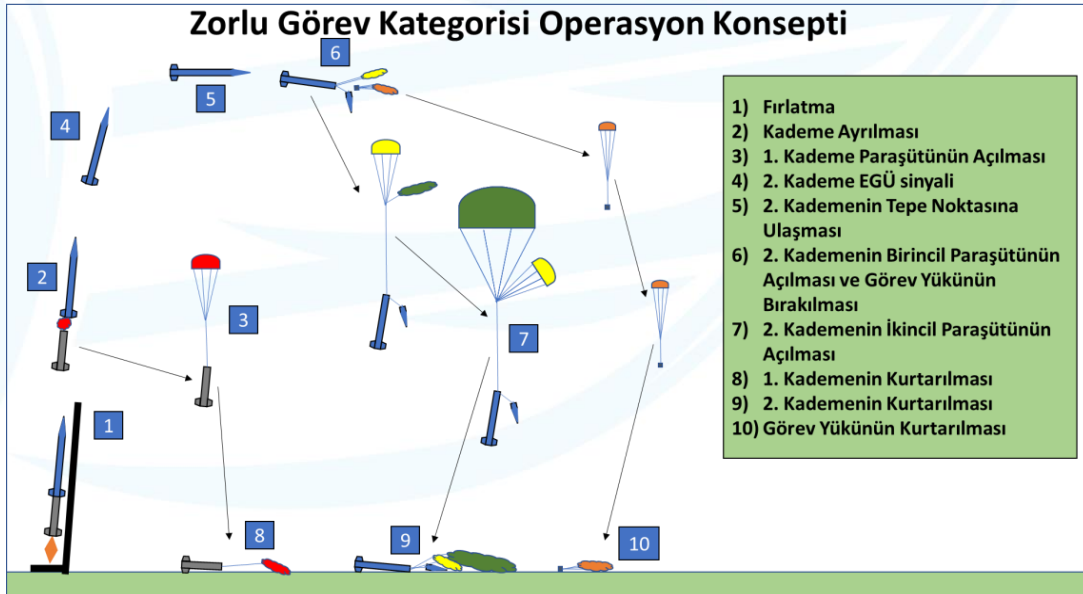 Zorlu Görev Kategorisi Operasyon Konsepti
6
5
4
2
3
7
1
8
9
10
1) Fırlatma
2) Kademe Ayrılması
3) 1. Kademe Paraşütünün Açılması
4) 2. Kademe EGÜ sinyali
5) 2. Kademenin Tepe Noktasına
Ulaşması
6) 2. Kademenin Birincil Paraşütünün
Açılması ve Görev Yükünün
Bırakılması
7) 2. Kademenin İkincil Paraşütünün
Açılması
8) 1. Kademenin Kurtarılması
9) 2. Kademenin Kurtarılması
10) Görev Yükünün Kurtarılması